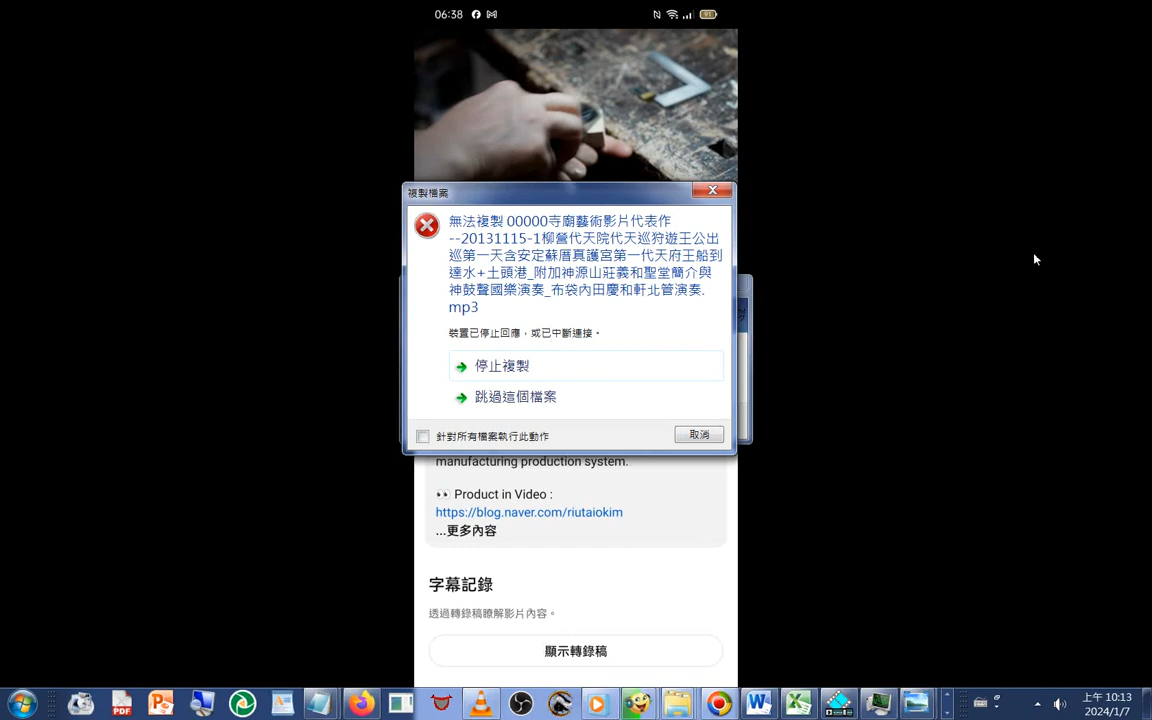 06:38
91
複製檔案
無法複製 00000寺廟藝術影片代表作
--20131115-1柳營代天院代天巡狩遊王公出
巡第一天含安定蘇厝真護宮第一代天府王船到
達水+土頭港_附加神源山莊義和聖堂簡介與
神鼓聲國樂演奏_布袋內田慶和軒北管演奏.
mp3
裝置已停止回應，或已中斷連接。
停止複製
跳過這個檔案
針對所有檔案執行此動作
取消
manufacturing production system.
👀 Product in Video :
https://blog.naver.com/riutaiokim
...更多內容
字幕記錄
透過轉錄稿瞭解影片內容。
顯示轉錄稿
PDF
上午 10:13
2024/1/7